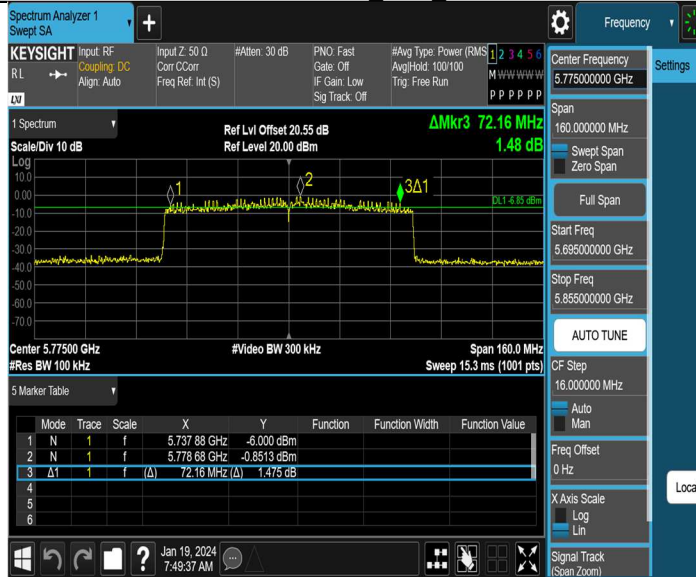 Spectrum Analyzer 1
Swept SA
+
Frequency
KEYSIGHT
RL
LXI
Input: RF
Coupling: DC
Align: Auto
Input Z: 50 Ω
Corr CCorr
Freq Ref: Int (S)
#Atten: 30 dB
PNO: Fast
Gate: Off
IF Gain: Low
Sig Track: Off
#Avg Type: Power (RMS
Avg|Hold: 100/100
Trig: Free Run
1 2 3 4 5 6
M W W W W W
P P P P P P
1 Spectrum
Scale/Div 10 dB
Ref Lvl Offset 20.55 dB
Ref Level 20.00 dBm
ΔMkr3 72.16 MHz
1.48 dB
Log
10.0
0.00
-10.0
-20.0
-30.0
-40.0
-50.0
-60.0
-70.0
1
2
3Δ1
DL1 -6.85 dBm
Center 5.77500 GHz
#Res BW 100 kHz
#Video BW 300 kHz
Span 160.0 MHz
Sweep 15.3 ms (1001 pts)
5 Marker Table
Mode Trace Scale X Y Function Function Width Function Value
1 N 1 f 5.737 88 GHz -6.000 dBm
2 N 1 f 5.778 68 GHz -0.8513 dBm
3 Δ1 1 f (Δ) 72.16 MHz (Δ) 1.475 dB
4
5
6
?
Jan 19, 2024
7:49:37 AM
Center Frequency
5.775000000 GHz
Span
160.000000 MHz
Swept Span
Zero Span
Full Span
Start Freq
5.695000000 GHz
Stop Freq
5.855000000 GHz
AUTO TUNE
CF Step
16.000000 MHz
Auto
Man
Freq Offset
0 Hz
X Axis Scale
Log
Lin
Signal Track
(Span Zoom)
Settings
Loca